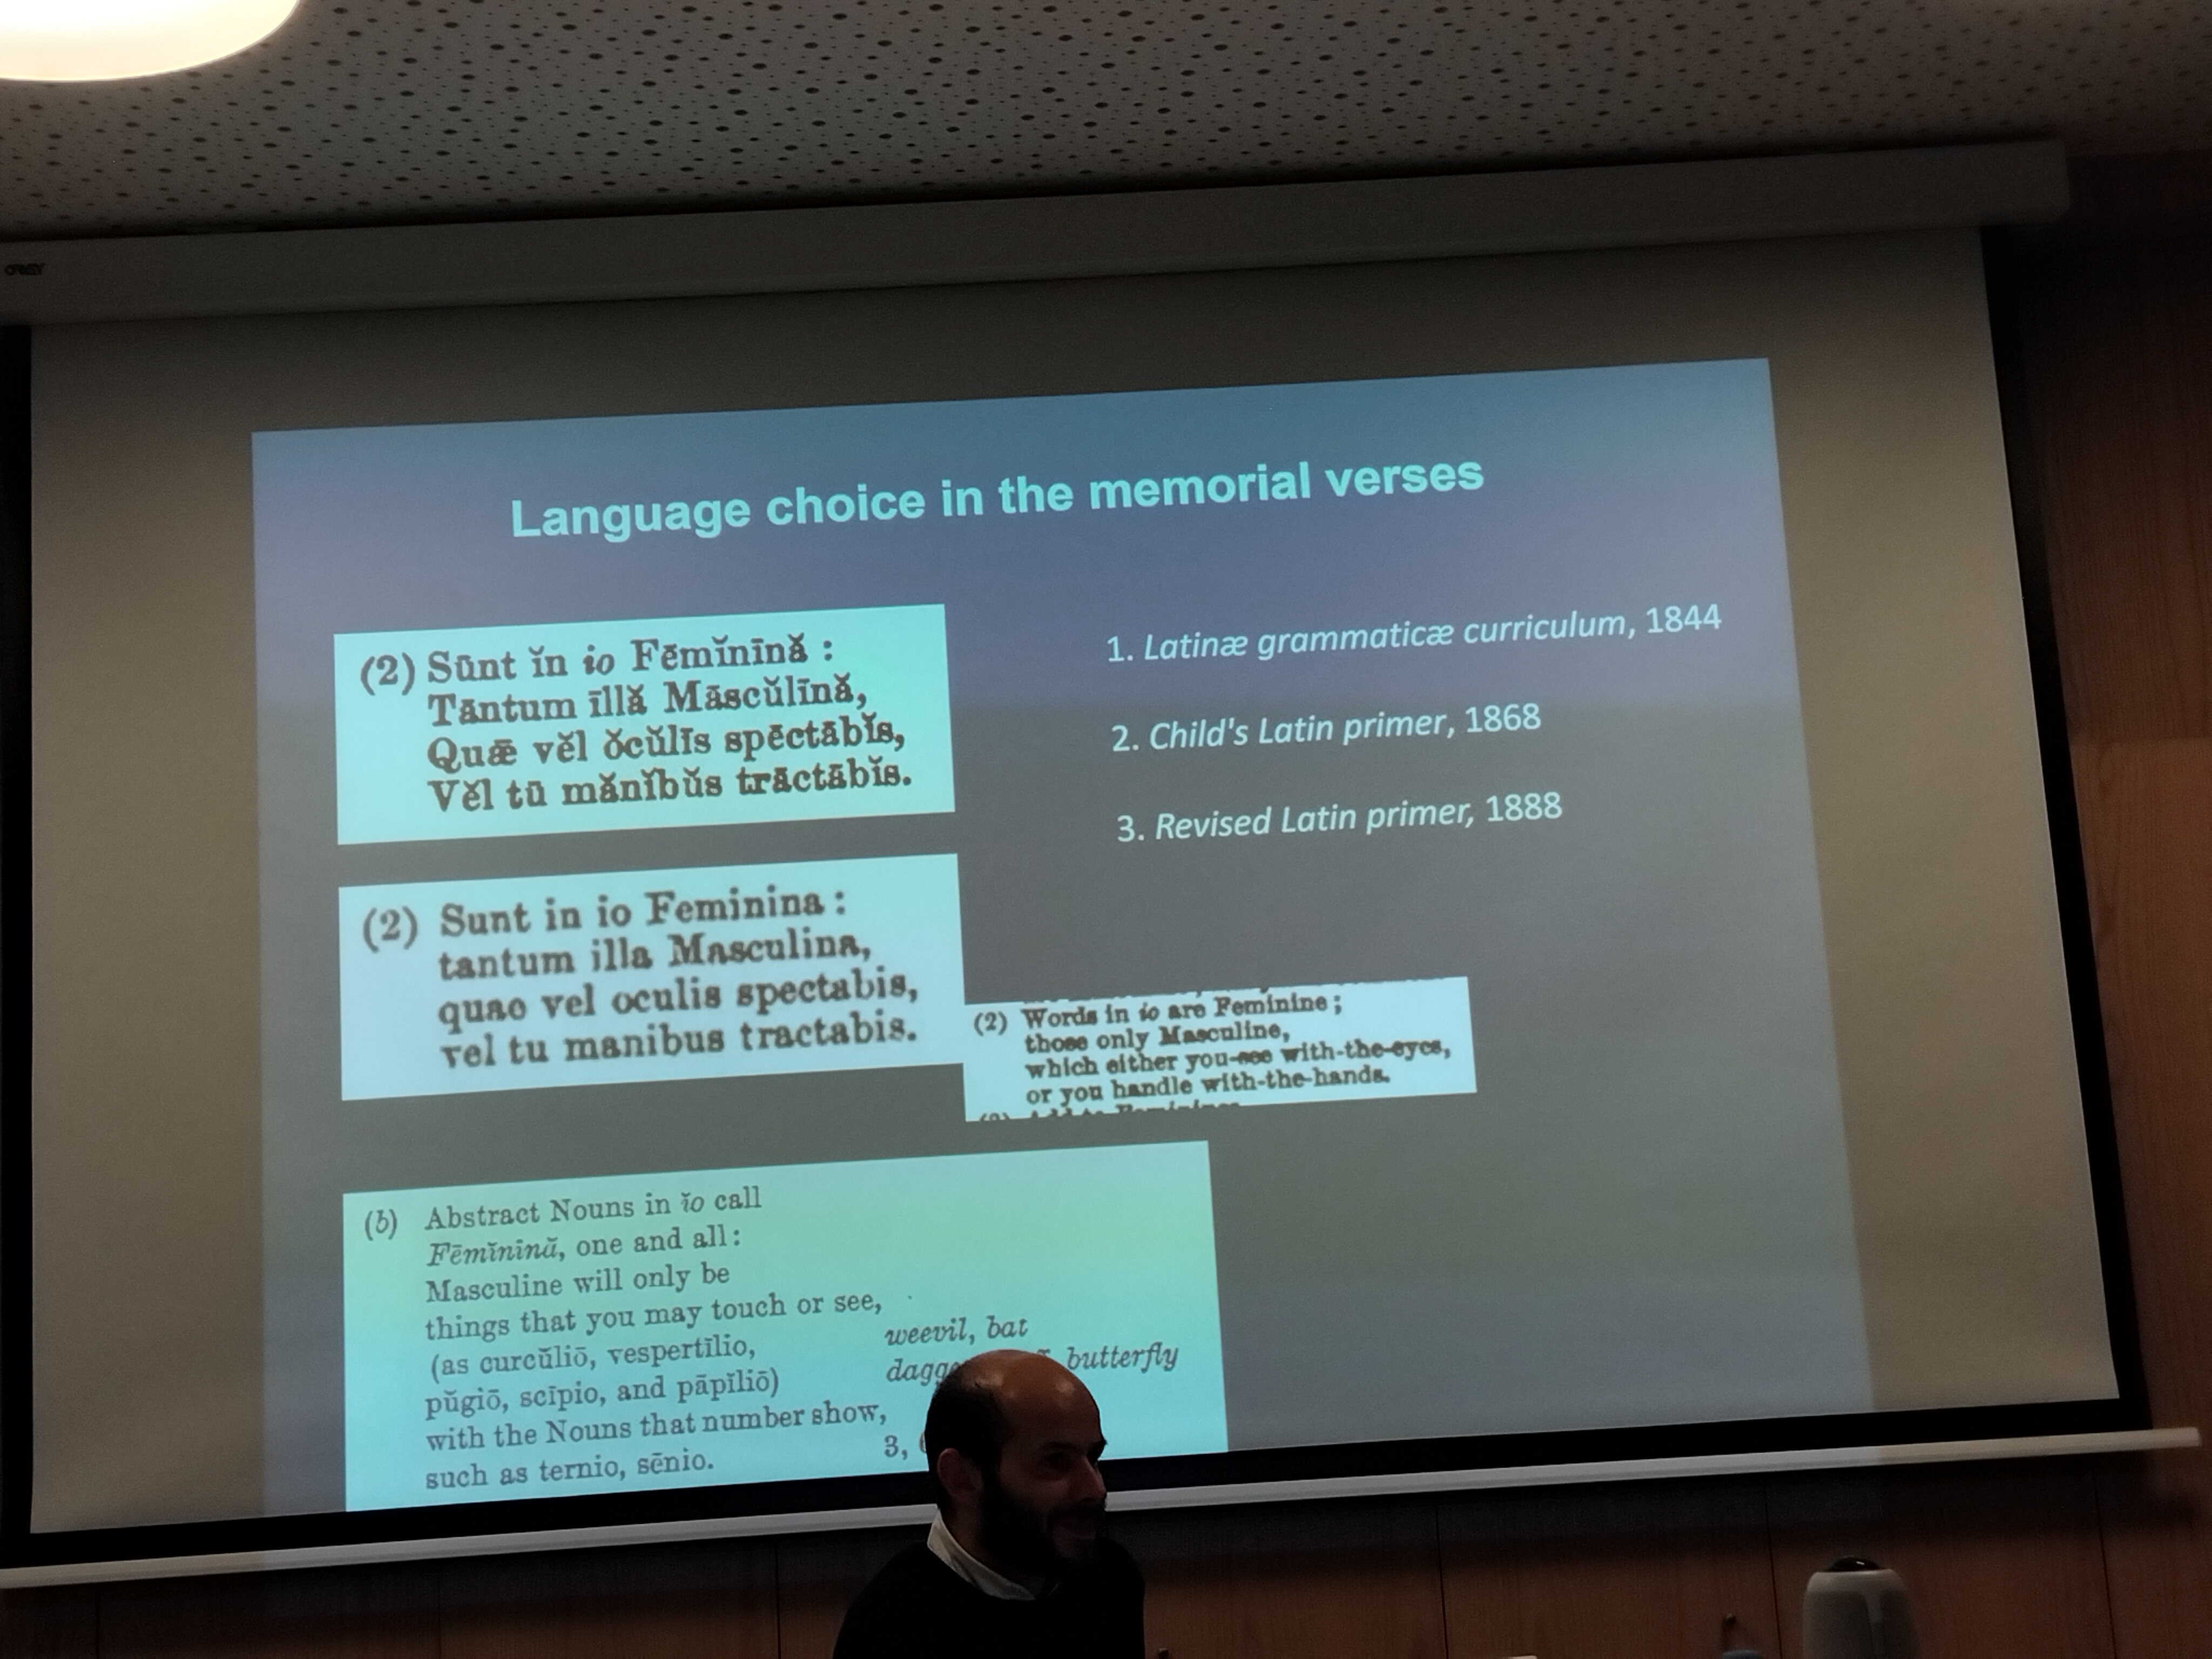 Language choice in the memorial verses
(2) Sūnt ĭn io Fēmĭnīnă :
Tāntum īllă Māscŭlīnă,
Quǣ vĕl ŏcŭlīs spēctābĭs,
Vĕl tū mănĭbŭs trāctābĭs.
1. Latinæ grammaticæ curriculum, 1844
2. Child's Latin primer, 1868
3. Revised Latin primer, 1888
(2) Sunt in io Feminina :
tantum illa Masculina,
quae vel oculis spectabis,
vel tu manibus tractabis.
(2) Words in io are Feminine ;
those only Masculine,
which either you-see with-the-eyes,
or you handle with-the-hands.
(b) Abstract Nouns in ĭo call
Fēmĭnīnă, one and all :
Masculine will only be
things that you may touch or see,
(as curcŭliō, vespertīlio, weevil, bat
pŭgiō, scīpio, and pāpĭliō) butterfly
with the Nouns that number show,
such as ternio, sēnio. 3,